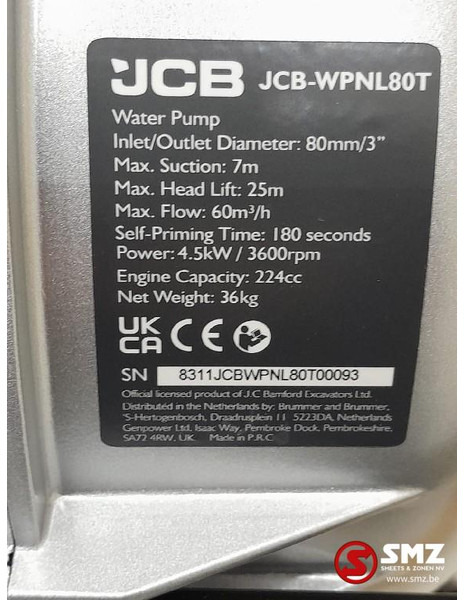 JCB JCB-WPNL80T
Water Pump
Inlet/Outlet Diameter: 80mm/3"
Max. Suction: 7m
Max. Head Lift: 25m
Max. Flow: 60m³/h
Self-Priming Time: 180 seconds
Power: 4.5kW / 3600rpm
Engine Capacity: 224cc
Net Weight: 36kg
UK
CA CE
SN 8311JCBWPNL80T00093
Official licensed product of J.C Bamford Excavators Ltd.
Distributed in the Netherlands by: Brummer and Brummer,
'S-Hertogenbosch, Draadrusplein 11 5223DA, Netherlands
Genpower Ltd, Isaac Way, Pembroke Dock, Pembrokeshire,
SA72 4RW, UK Made in P.R.C
SMZ
SHEETS & ZONEN NV
www.smz.be